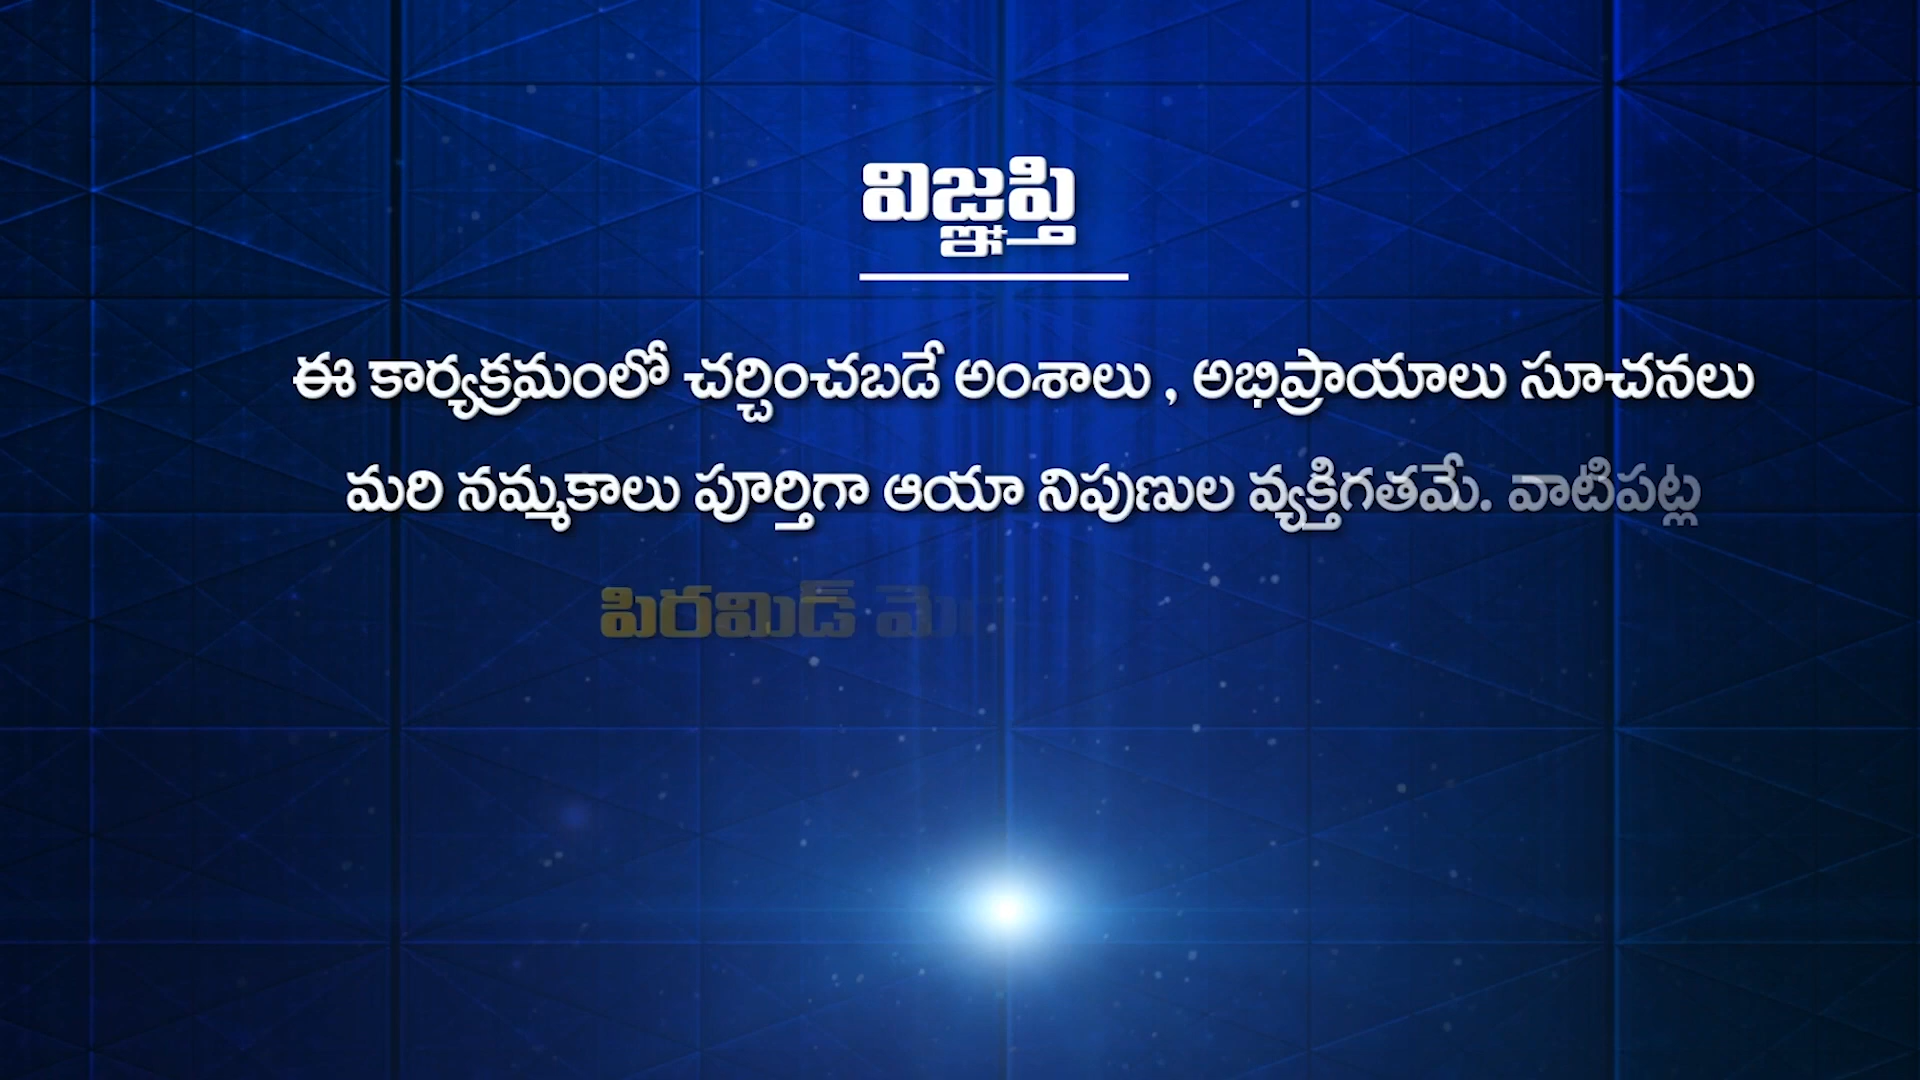 విజ్ఞప్తి
ఈ కార్యక్రమంలో చర్చించబడే అంశాలు , అభిప్రాయాలు సూచనలు
మరి నమ్మకాలు పూర్తిగా ఆయా నిపుణుల వ్యక్తిగతమే. వాటిపట్ల
పిరమిడ్